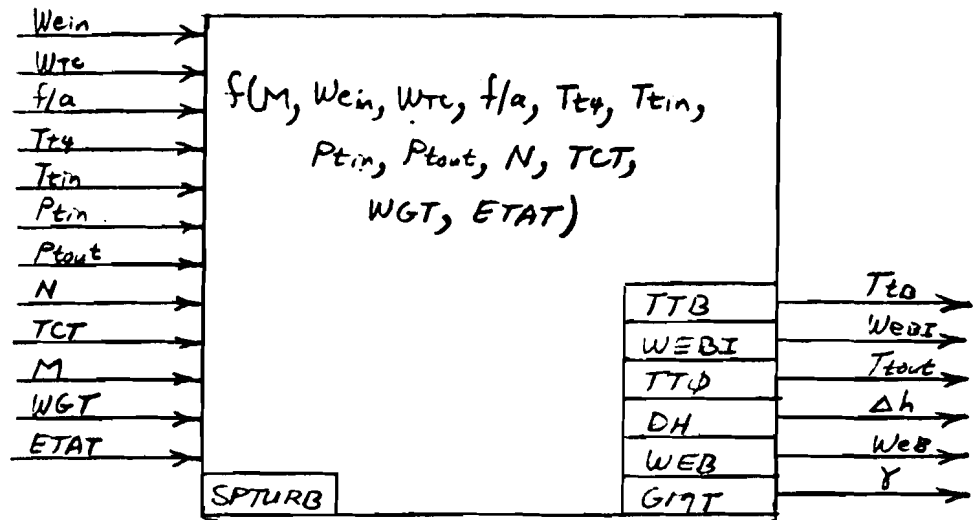 Wein
WTC
f/a
Tt4
Ttin
Ptin
Ptout
N
TCT
M
WGT
ETAT
f(M, Wein, WTC, f/a, Tt4, Ttin,
Ptin, Ptout, N, TCT,
WGT, ETAT)
SPTURB
TTB
WEBI
TTΦ
DH
WEB
GMT
TtB
WeBI
Ttout
Δh
WeB
γ